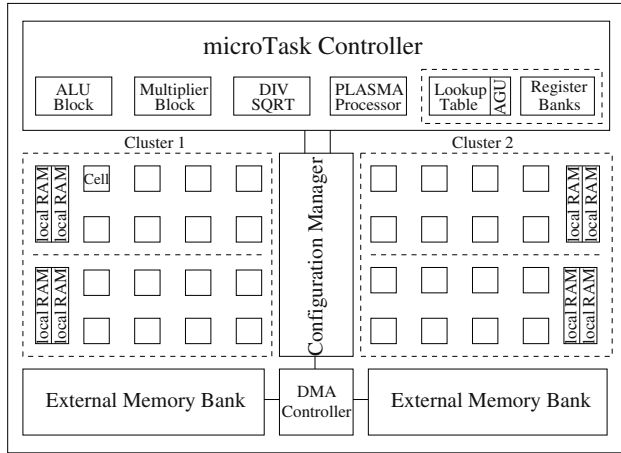 microTask Controller
ALU
Block
Multiplier
Block
DIV
SQRT
PLASMA
Processor
Lookup
Table
AGU
Register
Banks
Cluster 1
Cluster 2
local RAM
local RAM
Cell
local RAM
local RAM
Configuration Manager
local RAM
local RAM
local RAM
local RAM
External Memory Bank
DMA
Controller
External Memory Bank